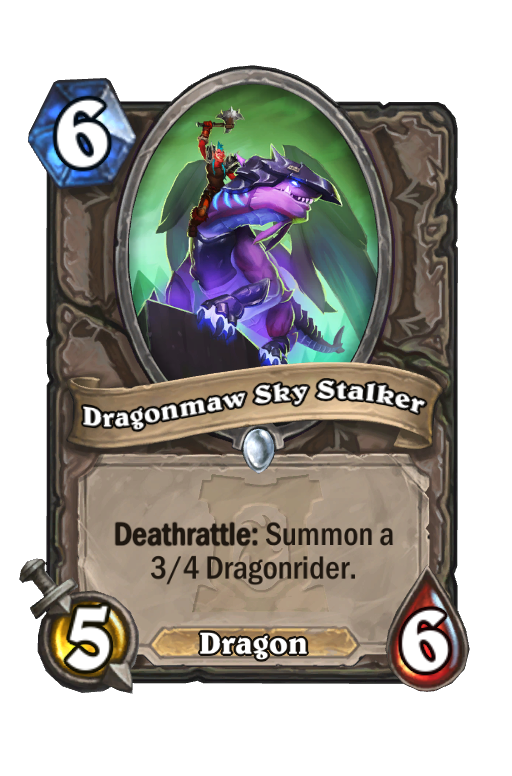 6
Dragonmaw Sky Stalker
Deathrattle: Summon a
3/4 Dragonrider.
5
Dragon
6